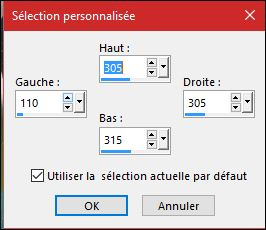 Sélection personnalisée
Haut :
305
Gauche :
Droite :
110
305
Bas :
315
Utiliser la sélection actuelle par défaut
OK
Annuler